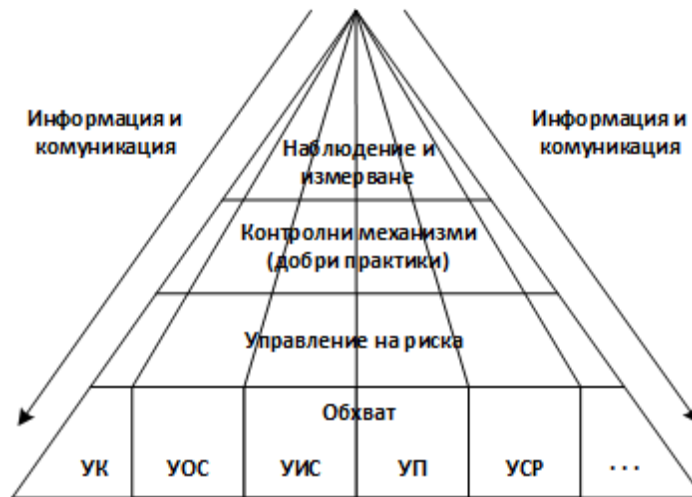 Информация и
комуникация
Информация и
комуникация
Наблюдение и
измерване
Контролни механизми
(добри практики)
Управление на риска
Обхват
УК УОС УИС УП УСР ...